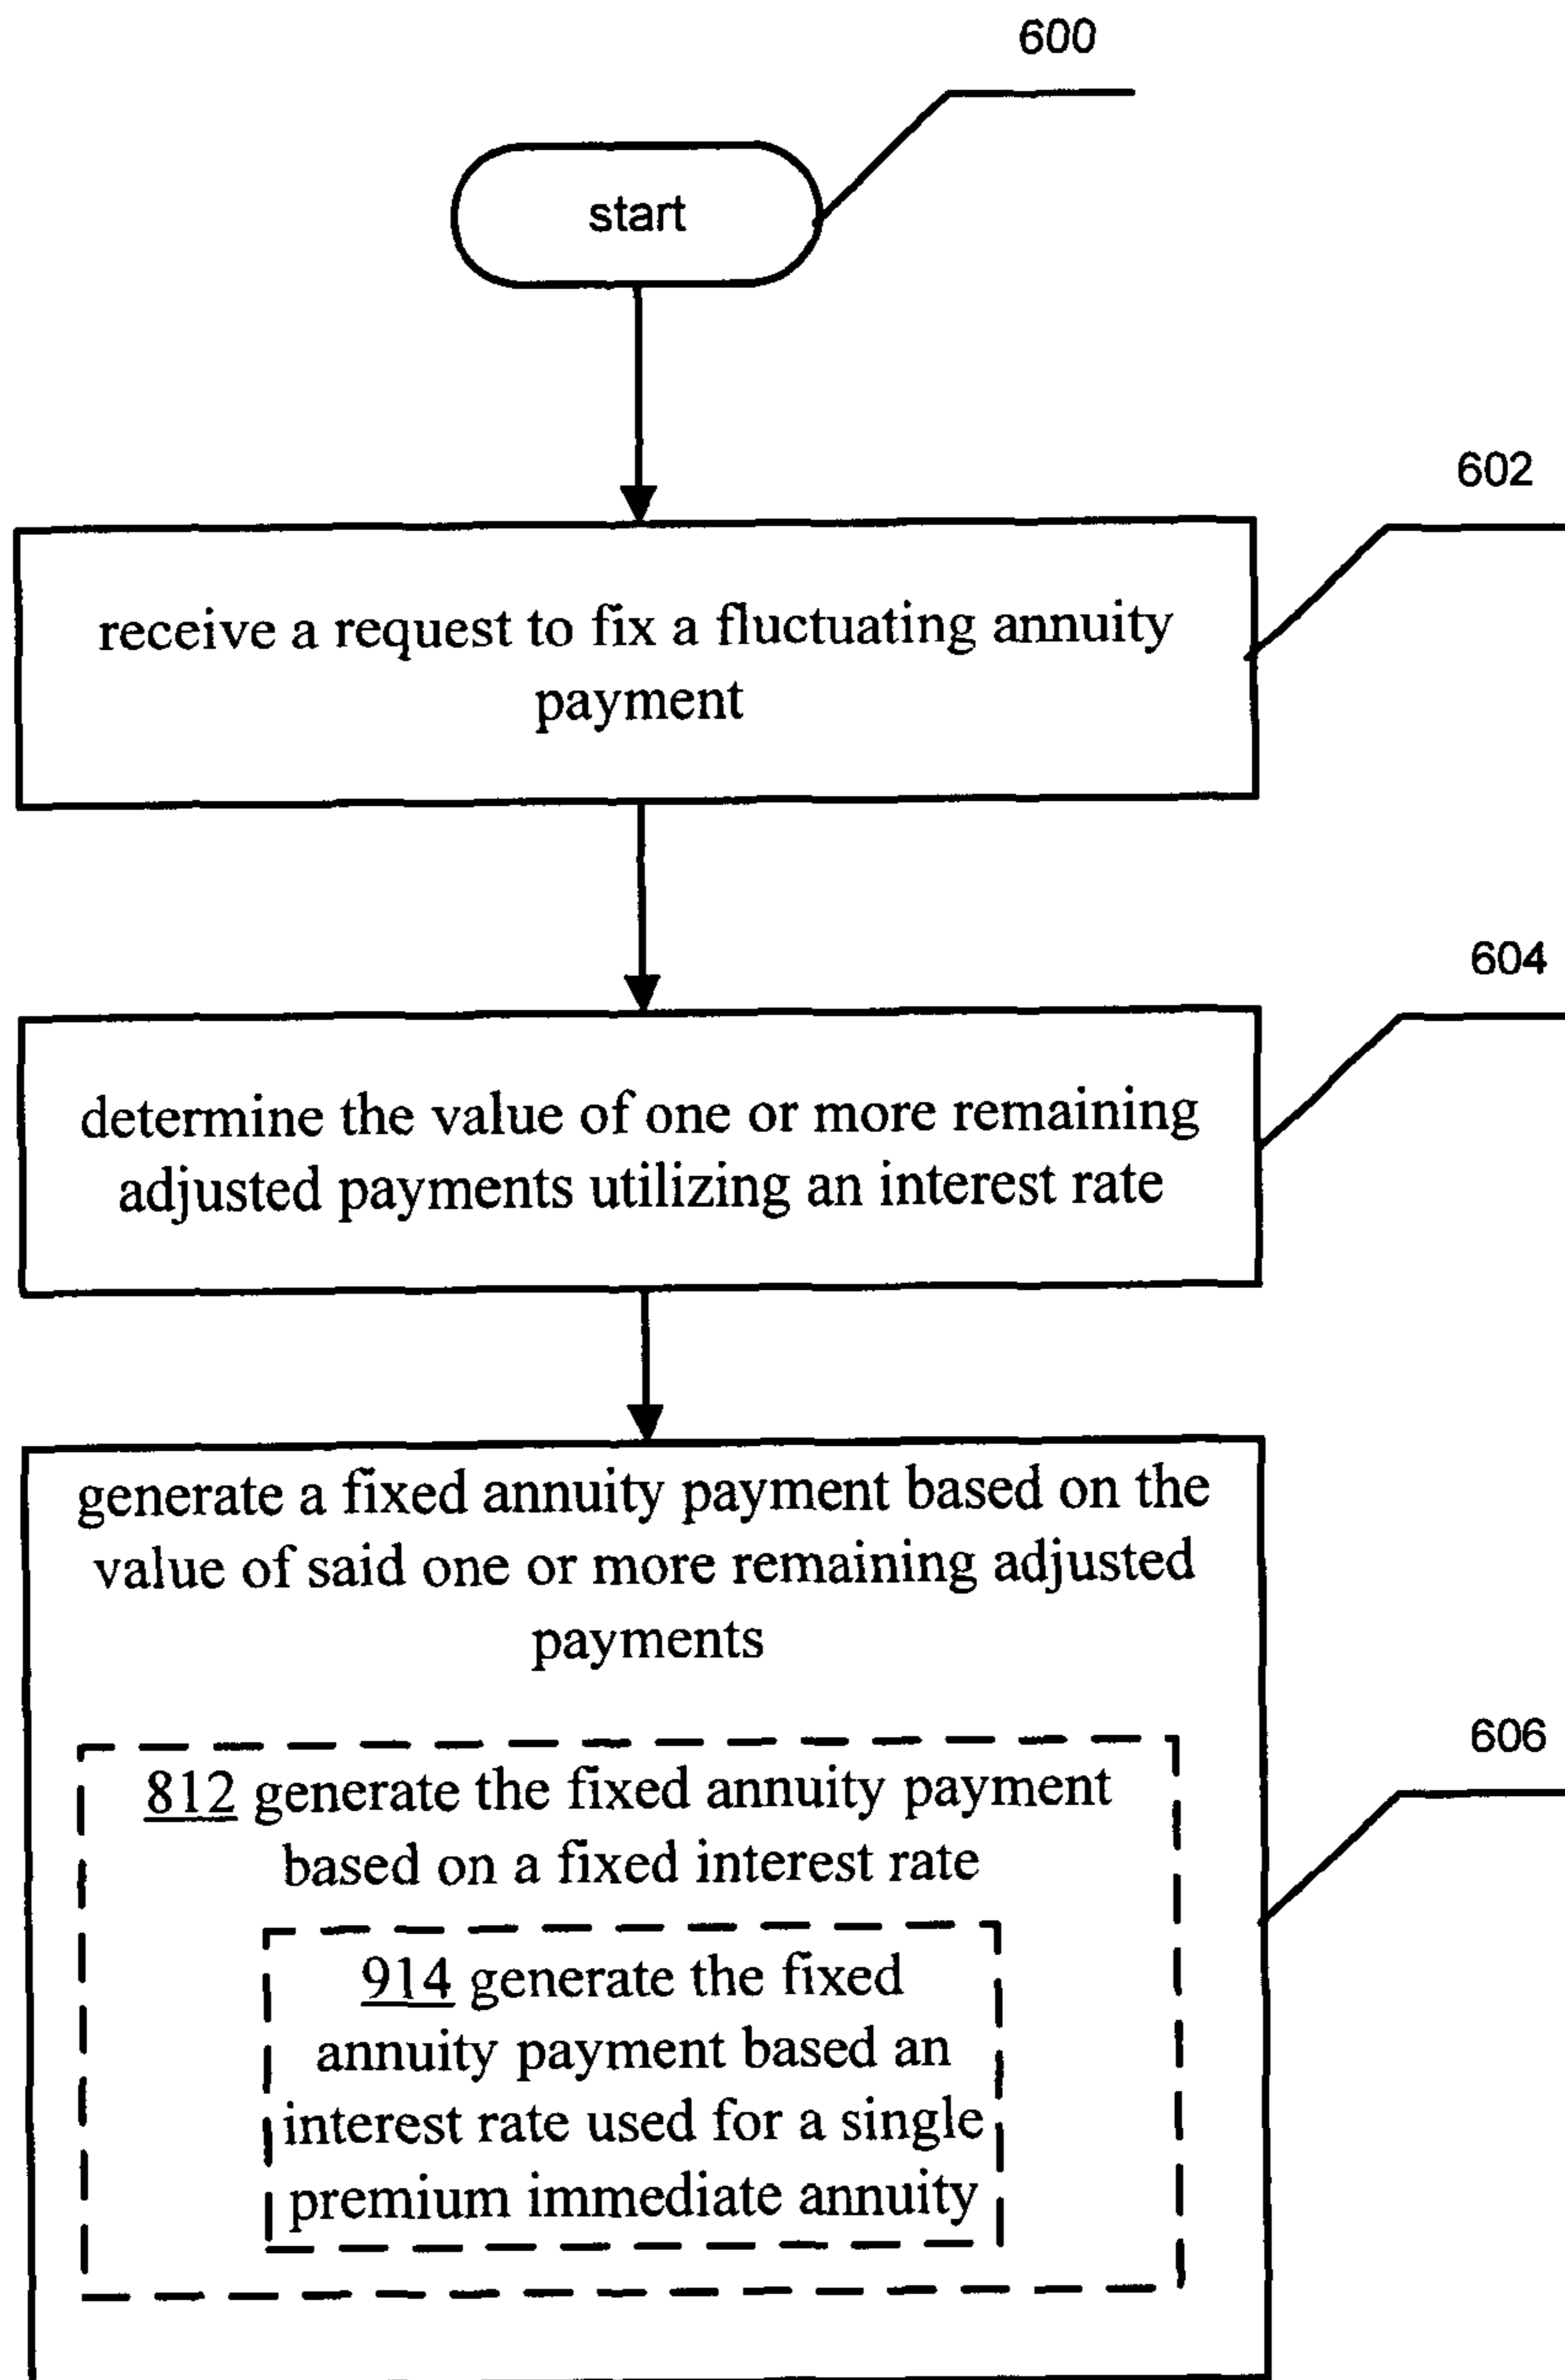 600
start
602
receive a request to fix a fluctuating annuity
payment
604
determine the value of one or more remaining
adjusted payments utilizing an interest rate
generate a fixed annuity payment based on the
value of said one or more remaining adjusted
payments
606
812 generate the fixed annuity payment
based on a fixed interest rate
914 generate the fixed
annuity payment based an
interest rate used for a single
premium immediate annuity